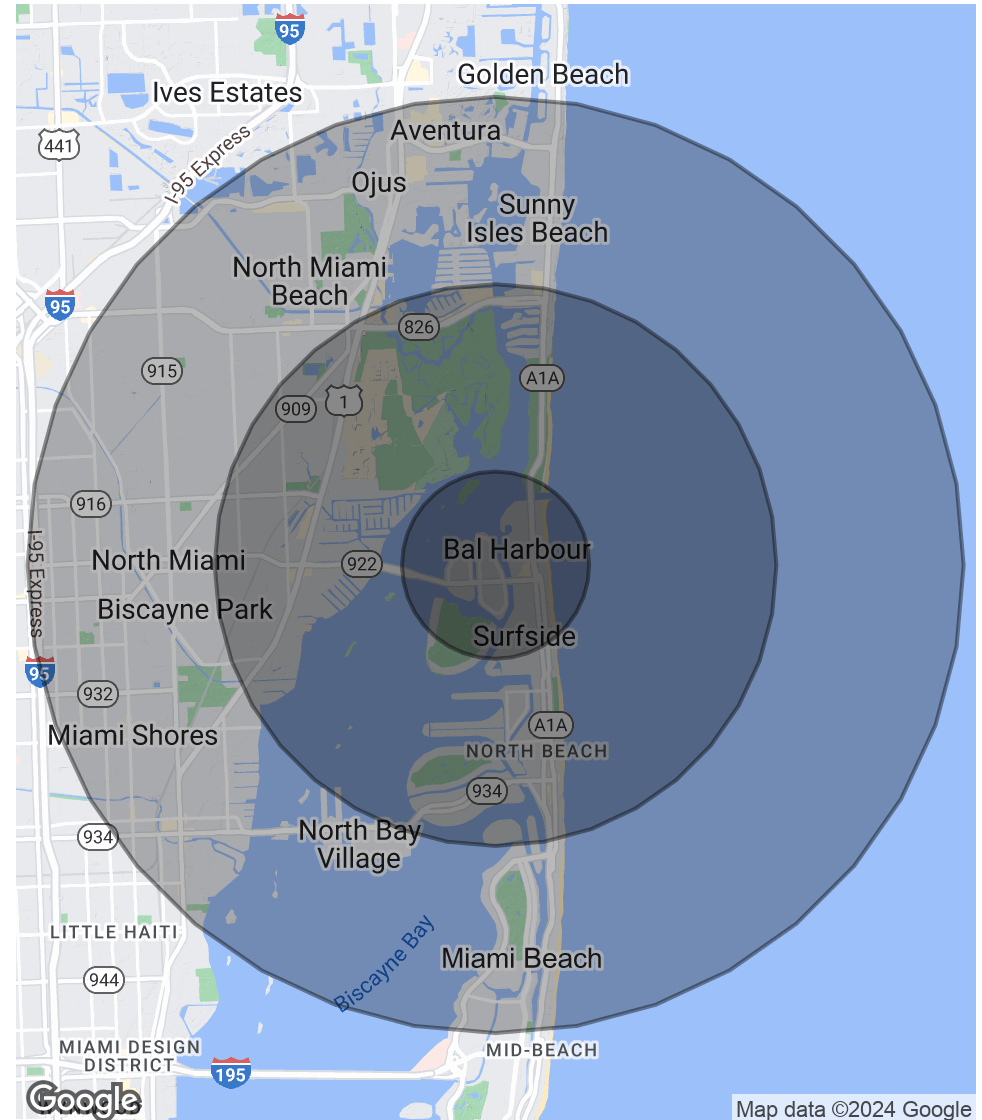 95
Golden Beach
Ives Estates
Aventura
441
I-95 Express
Ojus
Sunny
Isles Beach
North Miami
Beach
95
826
915
A1A
909
1
916
I-95 Express
Bal Harbour
North Miami
922
Biscayne Park
Surfside
95
932
A1A
Miami Shores
NORTH BEACH
934
North Bay
Village
934
LITTLE HAITI
Biscayne Bay
Miami Beach
944
MIAMI DESIGN
DISTRICT
MID-BEACH
195
Google
Map data ©2024 Google